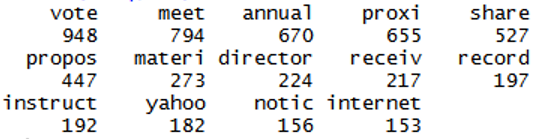 vote meet annual proxi share
948 794 670 655 527
propos materi director receiv record
447 273 224 217 197
instruct yahoo notic internet
192 182 156 153